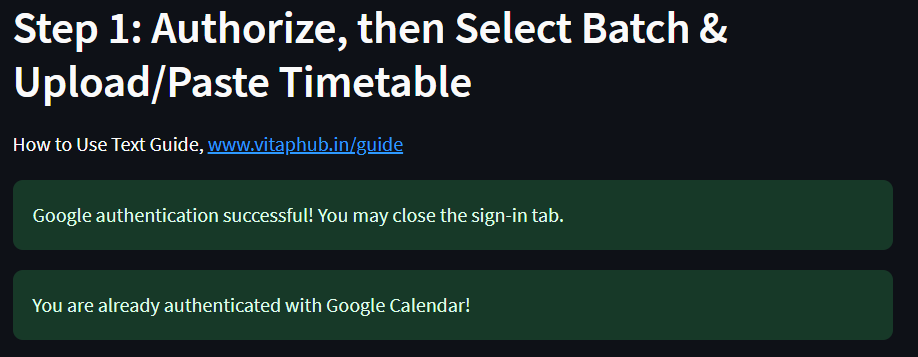 Step 1: Authorize, then Select Batch &
Upload/Paste Timetable
How to Use Text Guide, www.vitaphub.in/guide
Google authentication successful! You may close the sign-in tab.
You are already authenticated with Google Calendar!